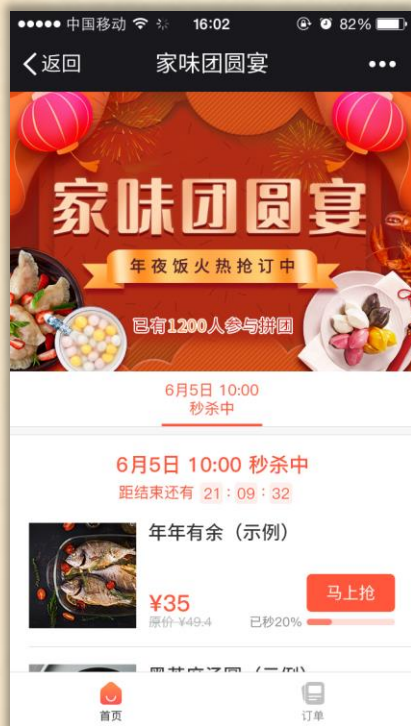 中国移动 16:02 82%
返回 家味团圆宴
家味团圆宴
年夜饭火热抢订中
已有1200人参与拼团
6月5日 10:00
秒杀中
6月5日 10:00 秒杀中
距结束还有 21 : 09 : 32
年年有余（示例）
¥35
马上抢
原价 ¥49.4
已秒20%
首页 订单